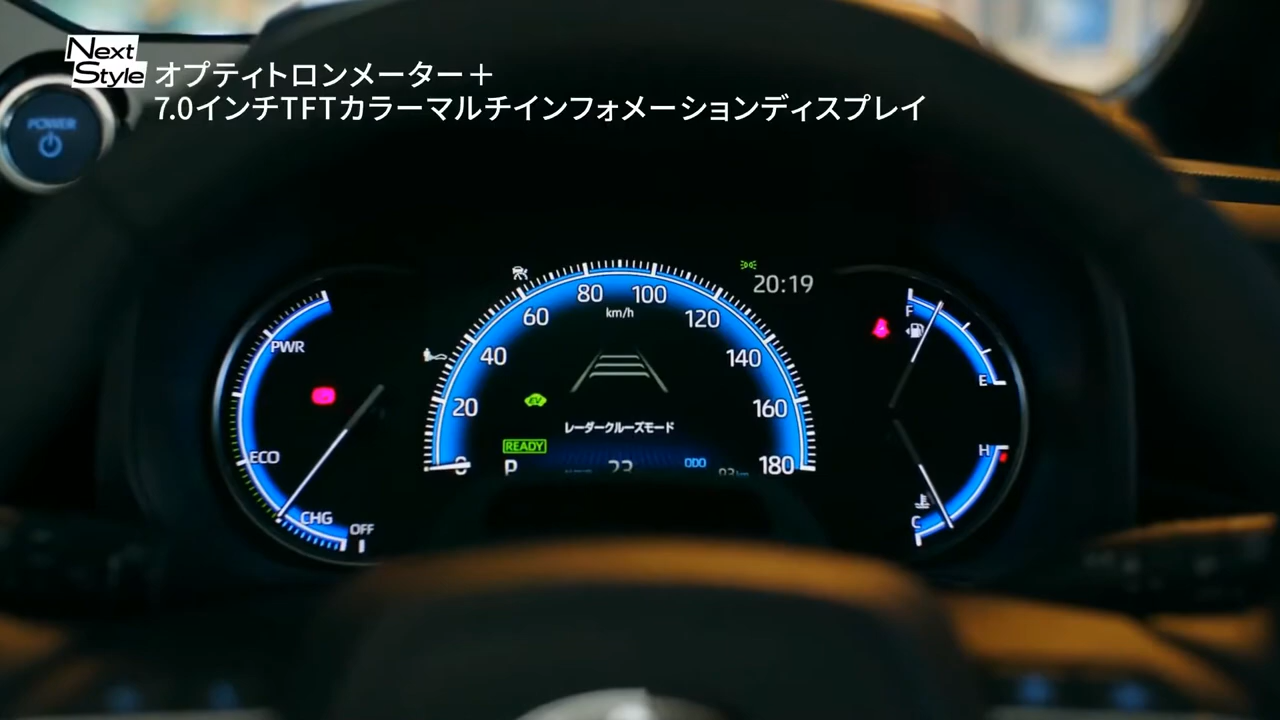 Next
Style
オプティトロンメーター＋
7.0インチTFTカラーマルチインフォメーションディスプレイ
POWER
20:19
80 100
km/h
60 120
40 140
20 160
0 180
F
E
H
C
PWR
ECO
CHG
OFF
EV
レーダークルーズモード
READY
P
23
ODO